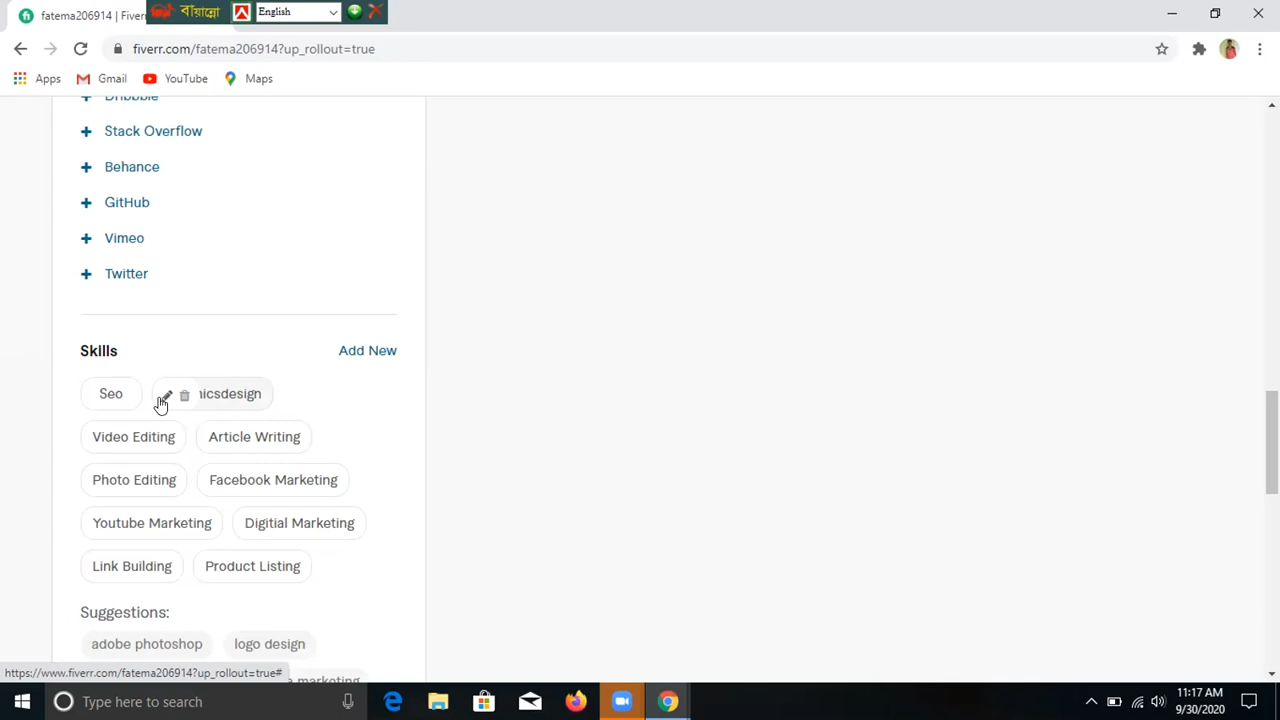 fatema206914 | Fiverr
বায়ান্নো
English
fiverr.com/fatema206914?up_rollout=true
Apps Gmail YouTube Maps
Dribbble
Stack Overflow
Behance
GitHub
Vimeo
Twitter
Skills Add New
Seo icsdesign
Video Editing Article Writing
Photo Editing Facebook Marketing
Youtube Marketing Digitial Marketing
Link Building Product Listing
Suggestions:
adobe photoshop logo design
marketing
https://www.fiverr.com/fatema206914?up_rollout=true#
Type here to search
11:17 AM
9/30/2020